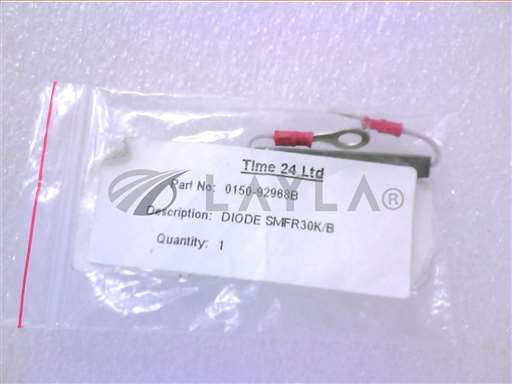 Time 24 Ltd
Part No: 0150-92968B
LAYLA®
Description: DIODE SMFR30K/B
Quantity: 1